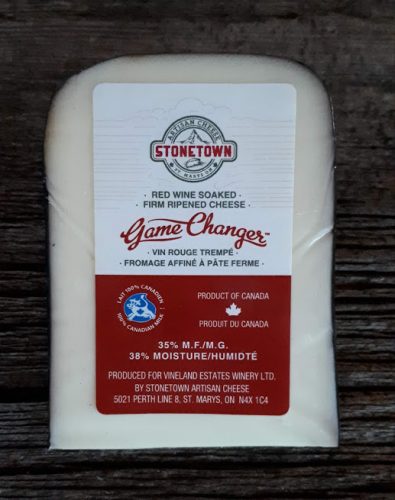 ARTISAN CHEESE
STONETOWN
ST. MARYS ON
· RED WINE SOAKED ·
· FIRM RIPENED CHEESE ·
Game Changer™
· VIN ROUGE TREMPÉ ·
· FROMAGE AFFINÉ À PÂTE FERME ·
LAIT 100% CANADIEN
100% CANADIAN MILK
PRODUCT OF CANADA
PRODUIT DU CANADA
35% M.F./M.G.
38% MOISTURE/HUMIDTÉ
PRODUCED FOR VINELAND ESTATES WINERY LTD.
BY STONETOWN ARTISAN CHEESE
5021 PERTH LINE 8, ST. MARYS, ON  N4X 1C4